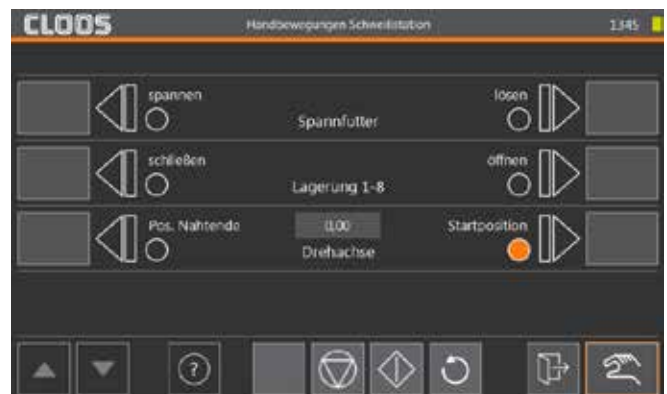 CLOOS Handbewegungen Schweißstation 1345
spannen lösen
Spannfutter
schließen öffnen
Lagerung 1-8
Pos. Nahtende 0,00 Startposition
Drehachse
?